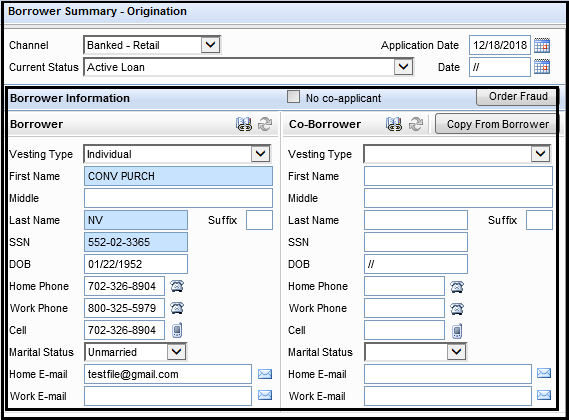 Borrower Summary - Origination
Channel Banked - Retail Application Date 12/18/2018
Current Status Active Loan Date //
Borrower Information No co-applicant Order Fraud
Borrower Co-Borrower Copy From Borrower
Vesting Type Individual Vesting Type
First Name CONV PURCH First Name
Middle Middle
Last Name NV Suffix Last Name Suffix
SSN 552-02-3365 SSN
DOB 01/22/1952 DOB //
Home Phone 702-326-8904 Home Phone
Work Phone 800-325-5979 Work Phone
Cell 702-326-8904 Cell
Marital Status Unmarried Marital Status
Home E-mail testfile@gmail.com Home E-mail
Work E-mail Work E-mail